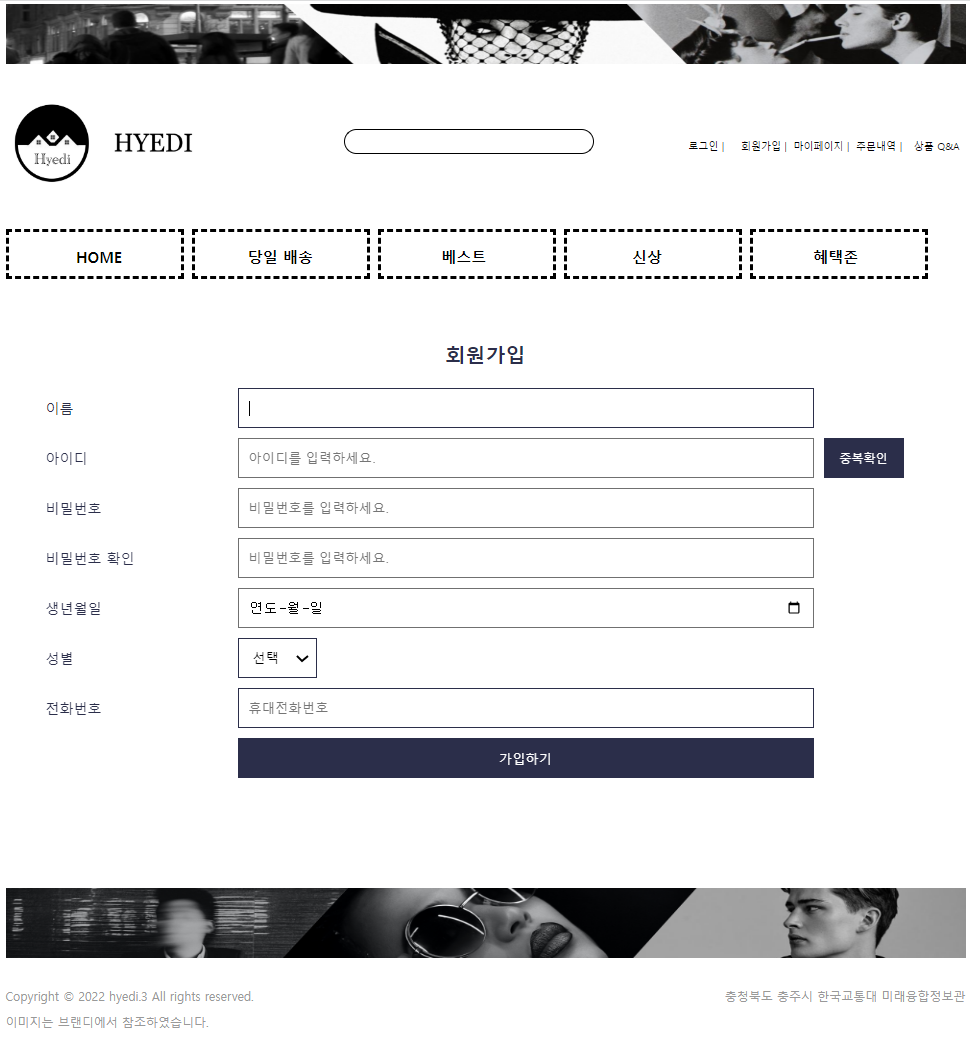 Hyedi
HYEDI
로그인 | 회원가입 | 마이페이지 | 주문내역 | 상품 Q&A
HOME 당일 배송 베스트 신상 혜택존
회원가입
이름
아이디 아이디를 입력하세요. 중복확인
비밀번호 비밀번호를 입력하세요.
비밀번호 확인 비밀번호를 입력하세요.
생년월일 연도-월-일
성별 선택
전화번호 휴대전화번호
가입하기
Copyright © 2022 hyedi.3 All rights reserved. 충청북도 충주시 한국교통대 미래융합정보관
이미지는 브랜디에서 참조하였습니다.